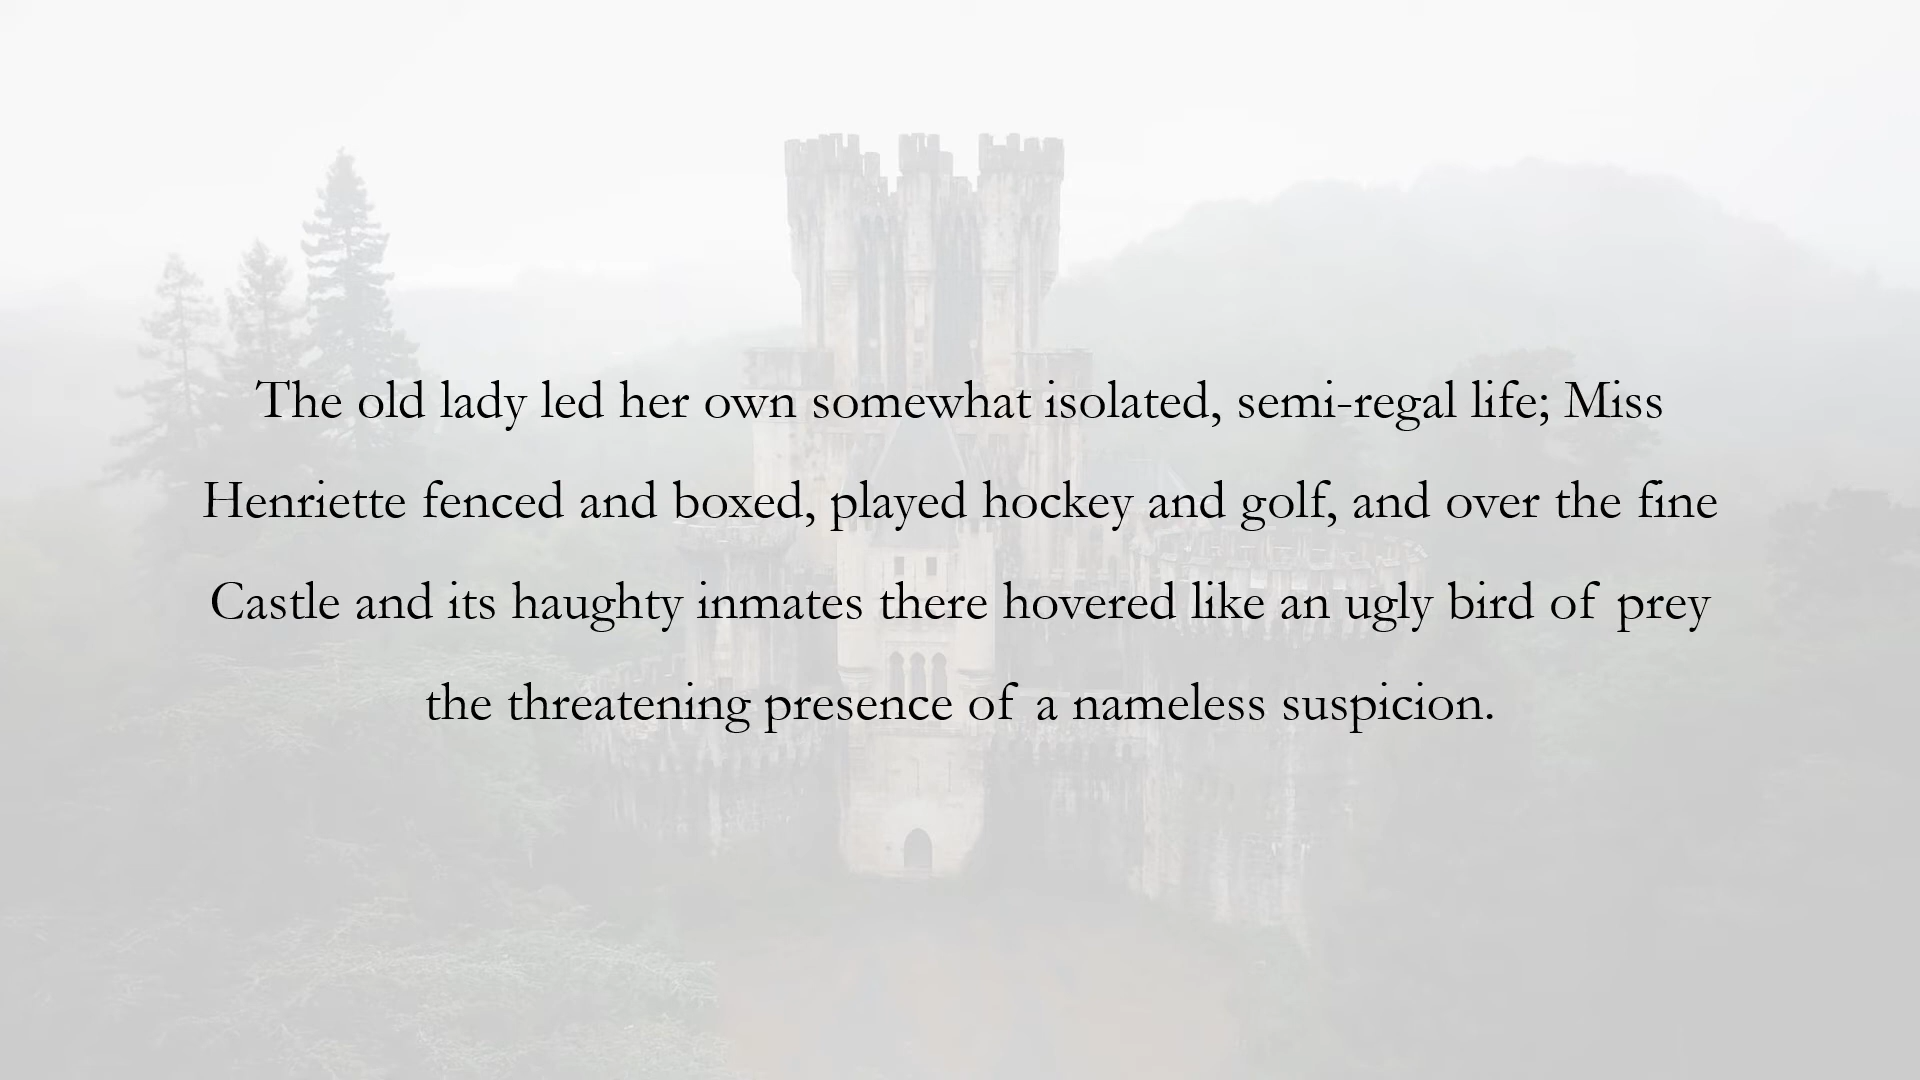 The old lady led her own somewhat isolated, semi-regal life; Miss
Henriette fenced and boxed, played hockey and golf, and over the fine
Castle and its haughty inmates there hovered like an ugly bird of prey
the threatening presence of a nameless suspicion.